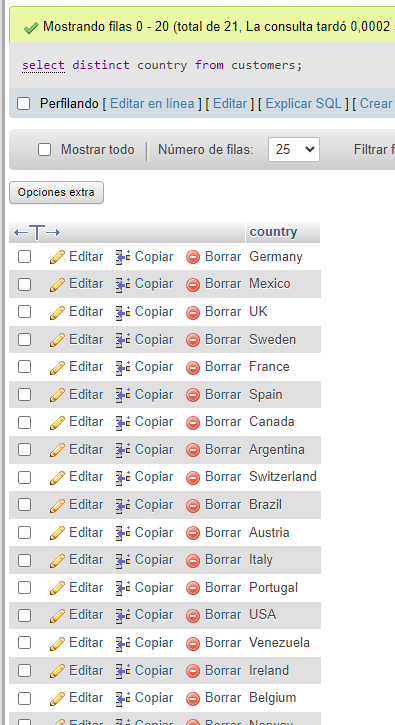 Mostrando filas 0 - 20 (total de 21, La consulta tardó 0,0002
select distinct country from customers;
Perfilando [ Editar en línea ] [ Editar ] [ Explicar SQL ] [ Crear
Mostrar todo Número de filas: 25 Filtrar f
Opciones extra
country
Editar Copiar Borrar Germany
Editar Copiar Borrar Mexico
Editar Copiar Borrar UK
Editar Copiar Borrar Sweden
Editar Copiar Borrar France
Editar Copiar Borrar Spain
Editar Copiar Borrar Canada
Editar Copiar Borrar Argentina
Editar Copiar Borrar Switzerland
Editar Copiar Borrar Brazil
Editar Copiar Borrar Austria
Editar Copiar Borrar Italy
Editar Copiar Borrar Portugal
Editar Copiar Borrar USA
Editar Copiar Borrar Venezuela
Editar Copiar Borrar Ireland
Editar Copiar Borrar Belgium
Editar Copiar Borrar Norway